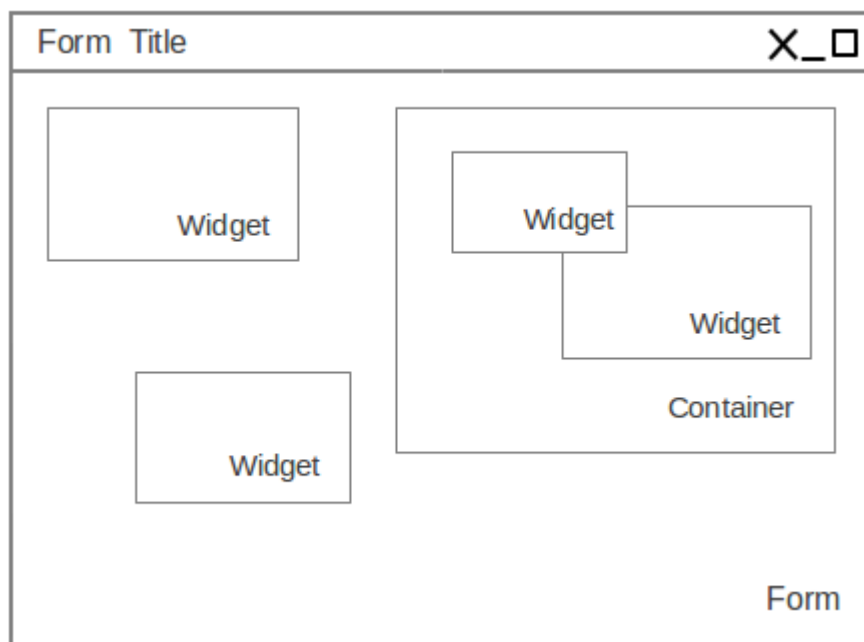 Form Title
Widget
Widget
Widget
Container
Widget
Form